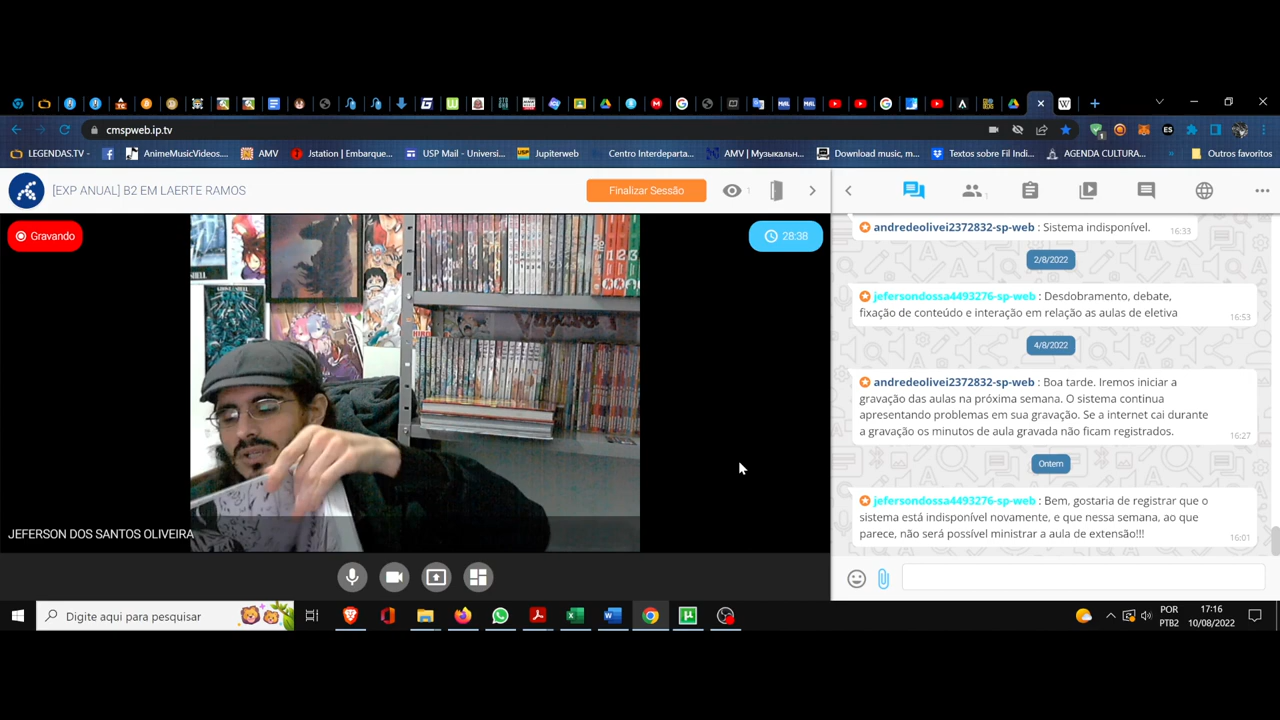 cmspweb.ip.tv
LEGENDAS.TV -
AnimeMusicVideos....
AMV
Jstation | Embarque...
USP Mail - Universi...
Jupiterweb
Centro Interdeparta...
AMV | Музыкальн...
Download music, m...
Textos sobre Fil Indi...
AGENDA CULTURA...
»
Outros favoritos
[EXP ANUAL] B2 EM LAERTE RAMOS
Finalizar Sessão
1
1
Gravando
28:38
JEFERSON DOS SANTOS OLIVEIRA
andredeolivei2372832-sp-web : Sistema indisponível.
16:33
2/8/2022
jefersondossa4493276-sp-web : Desdobramento, debate,
fixação de conteúdo e interação em relação as aulas de eletiva
16:53
4/8/2022
andredeolivei2372832-sp-web : Boa tarde. Iremos iniciar a
gravação das aulas na próxima semana. O sistema continua
apresentando problemas em sua gravação. Se a internet cai durante
a gravação os minutos de aula gravada não ficam registrados.
16:27
Ontem
jefersondossa4493276-sp-web : Bem, gostaria de registrar que o
sistema está indisponível novamente, e que nessa semana, ao que
parece, não será possível ministrar a aula de extensão!!!
16:01
Digite aqui para pesquisar
POR
PTB2
17:16
10/08/2022